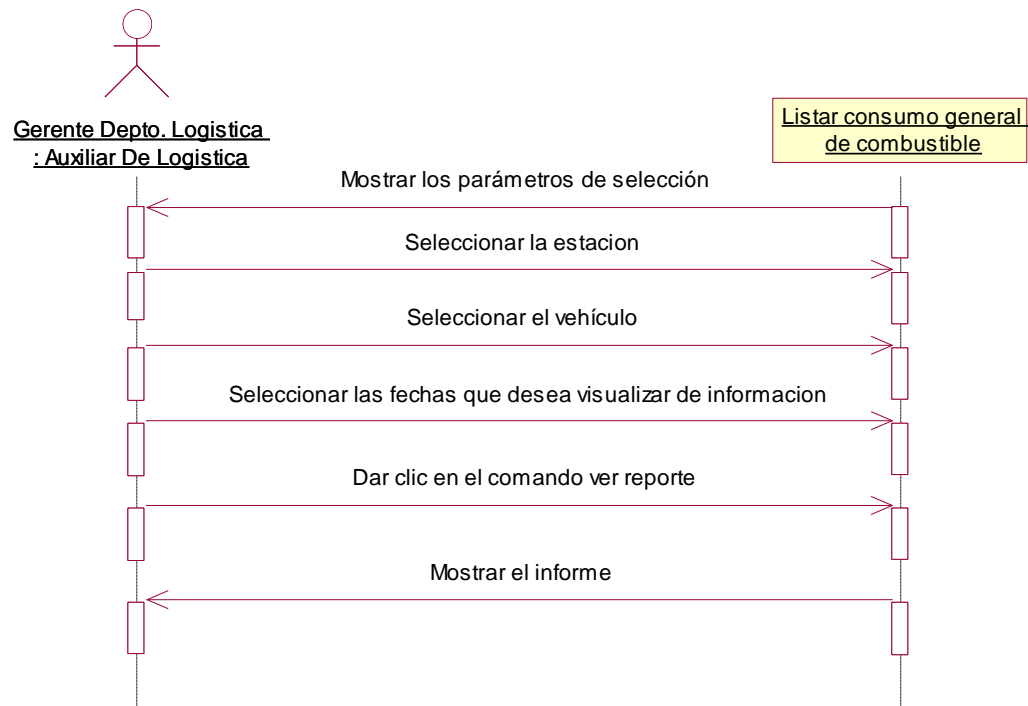 Gerente Depto. Logistica
: Auxiliar De Logistica
Listar consumo general
de combustible
Mostrar los parámetros de selección
Seleccionar la estacion
Seleccionar el vehículo
Seleccionar las fechas que desea visualizar de informacion
Dar clic en el comando ver reporte
Mostrar el informe